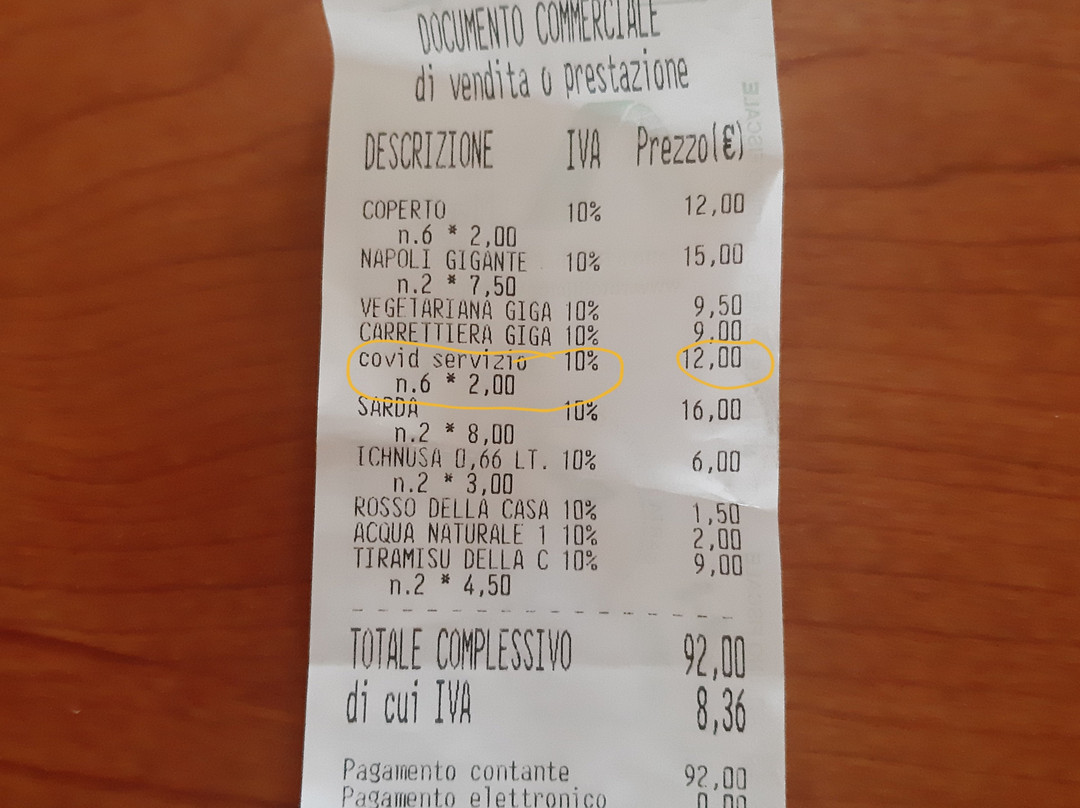 DOCUMENTO COMMERCIALE
di vendita o prestazione
DESCRIZIONE IVA Prezzo(€)
COPERTO 10% 12,00
n.6 * 2,00
NAPOLI GIGANTE 10% 15,00
n.2 * 7,50
VEGETARIANA GIGA 10% 9,50
CARRETTIERA GIGA 10% 9,00
covid servizio 10% 12,00
n.6 * 2,00
SARDA 10% 16,00
n.2 * 8,00
ICHNUSA 0,66 LT. 10% 6,00
n.2 * 3,00
ROSSO DELLA CASA 10% 1,50
ACQUA NATURALE 1 10% 2,00
TIRAMISU DELLA C 10% 9,00
n.2 * 4,50
TOTALE COMPLESSIVO 92,00
di cui IVA 8,36
Pagamento contante 92,00
Pagamento elettronico 0,00